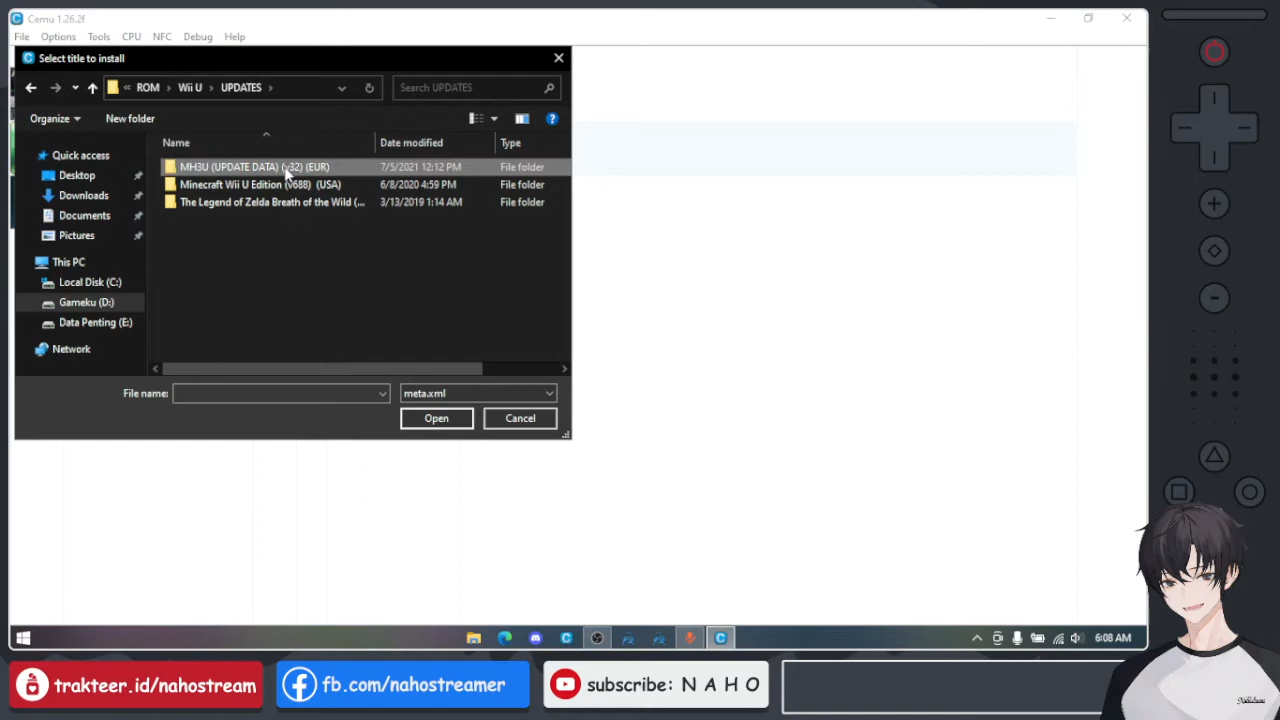 Cemu 1.26.2f
File Options Tools CPU NFC Debug Help
Select title to install
« ROM › Wii U › UPDATES ›
Search UPDATES
Organize
New folder
Name Date modified Type
MH3U (UPDATE DATA) (v32) (EUR) 7/5/2021 12:12 PM File folder
Minecraft Wii U Edition (v688) (USA) 6/8/2020 4:59 PM File folder
The Legend of Zelda Breath of the Wild (... 3/13/2019 1:14 AM File folder
Quick access
Desktop
Downloads
Documents
Pictures
This PC
Local Disk (C:)
Gameku (D:)
Data Penting (E:)
Network
File name:
meta.xml
Open Cancel
6:08 AM
trakteer.id/nahostream
fb.com/nahostreamer
subscribe: N A H O